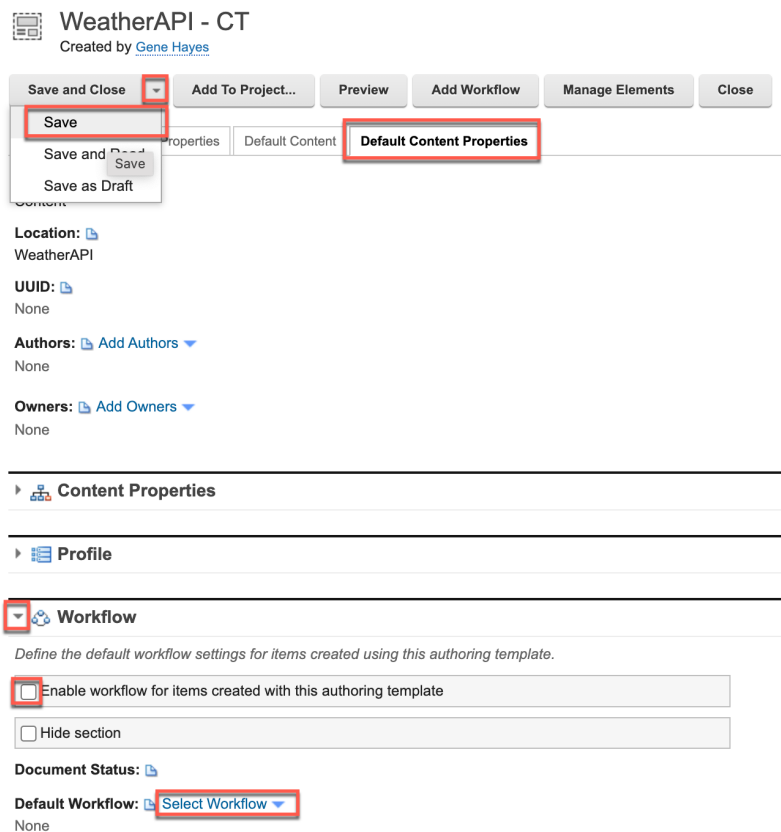 WeatherAPI - CT
Created by Gene Hayes
Save and Close Add To Project... Preview Add Workflow Manage Elements Close
Save
roperties Default Content Default Content Properties
Save and Read
Save
Save as Draft
Content
Location:
WeatherAPI
UUID:
None
Authors: Add Authors
None
Owners: Add Owners
None
Content Properties
Profile
Workflow
Define the default workflow settings for items created using this authoring template.
Enable workflow for items created with this authoring template
Hide section
Document Status:
Default Workflow: Select Workflow
None